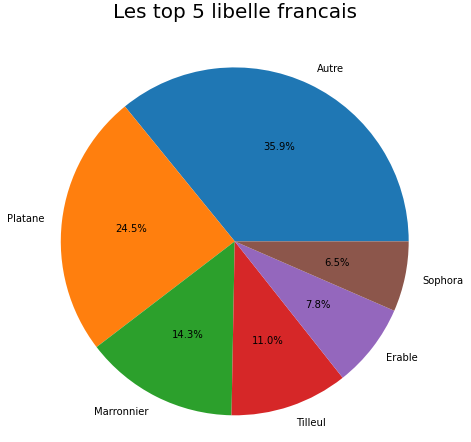 Les top 5 libelle francais
Autre
35.9%
Platane
24.5%
6.5%
Sophora
7.8%
14.3%
11.0%
Erable
Marronnier
Tilleul